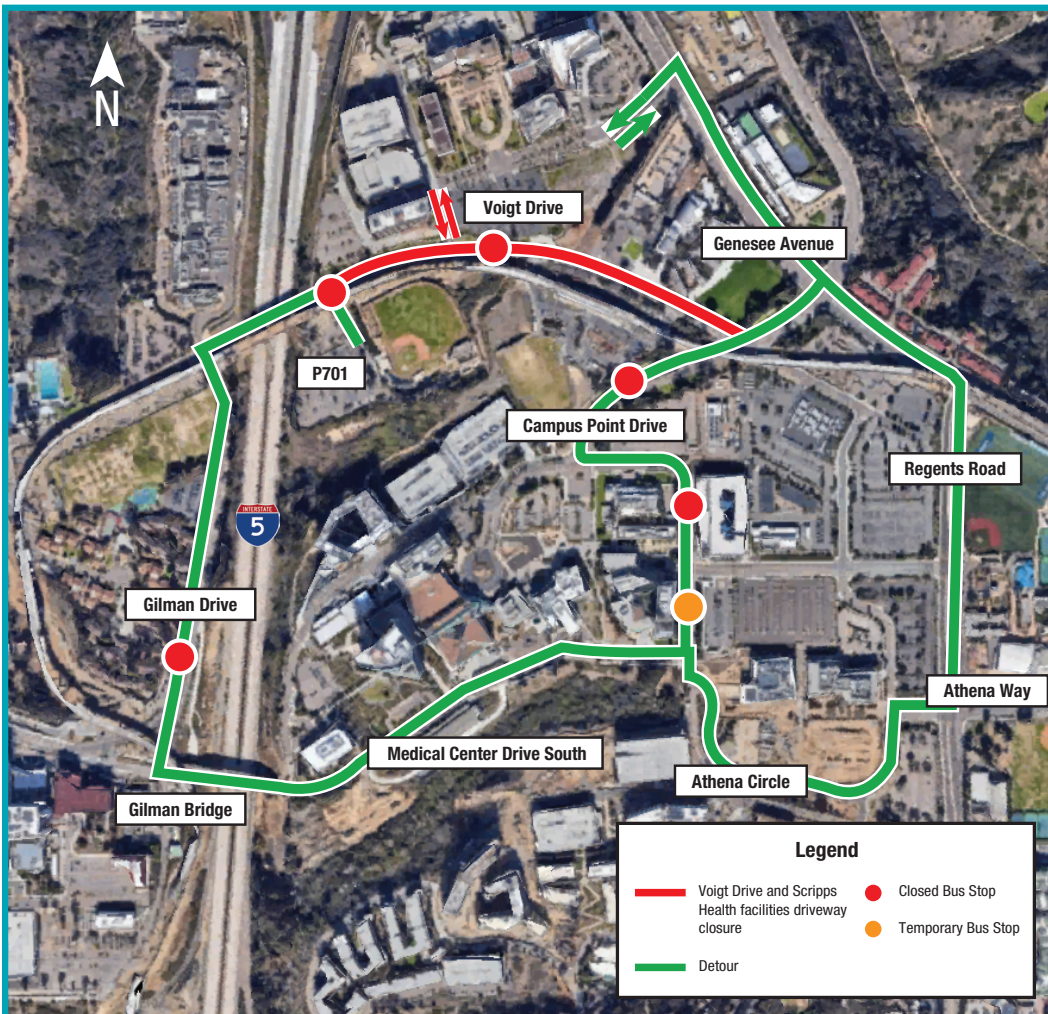 N
Voigt Drive
Genesee Avenue
P701
Campus Point Drive
Regents Road
INTERSTATE
5
Gilman Drive
Athena Way
Medical Center Drive South
Athena Circle
Gilman Bridge
Legend
Voigt Drive and Scripps
Health facilities driveway
closure
Closed Bus Stop
Temporary Bus Stop
Detour